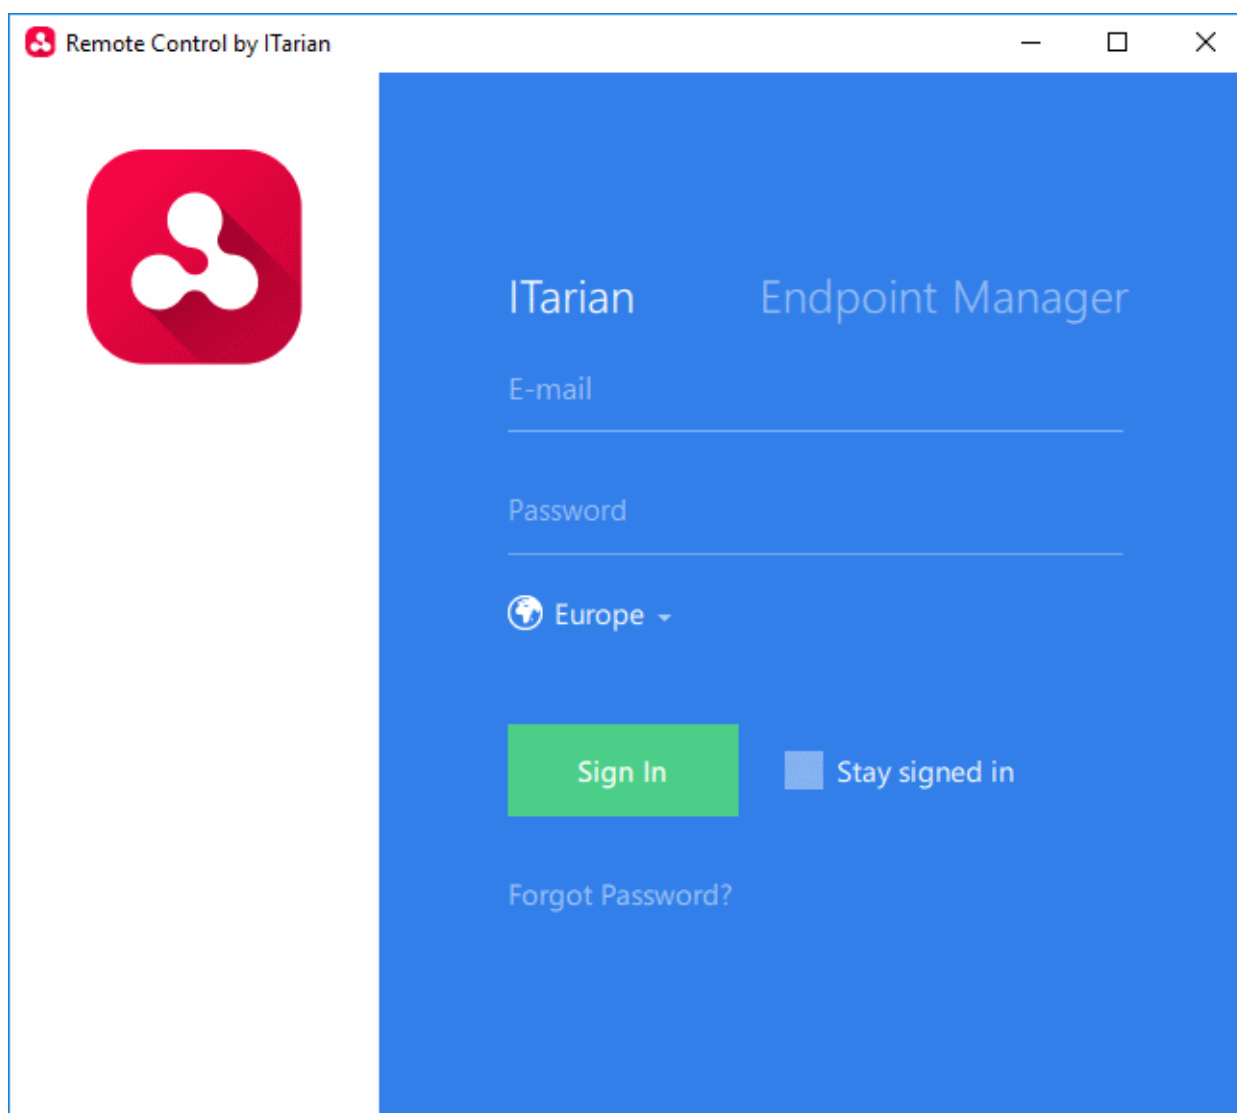 Remote Control by ITarian
ITarian Endpoint Manager
E-mail
Password
Europe
Sign In Stay signed in
Forgot Password?